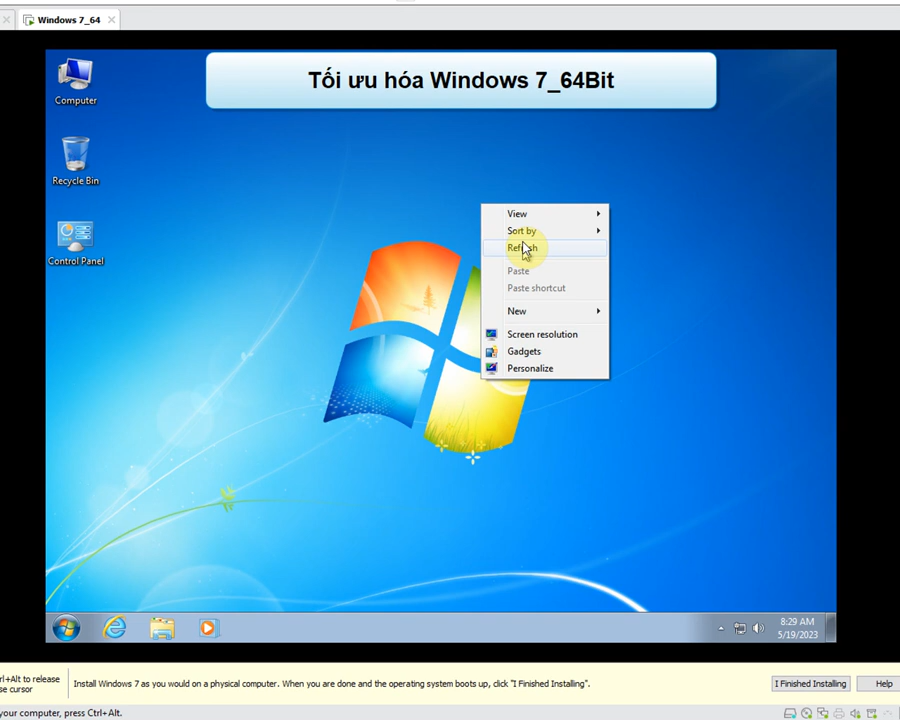 Windows 7_64
Tối ưu hóa Windows 7_64Bit
Computer
Recycle Bin
Control Panel
View
Sort by
Refresh
Paste
Paste shortcut
New
Screen resolution
Gadgets
Personalize
8:29 AM
5/19/2023
rl+Alt to release
se cursor
Install Windows 7 as you would on a physical computer. When you are done and the operating system boots up, click "I Finished Installing".
I Finished Installing
Help
your computer, press Ctrl+Alt.